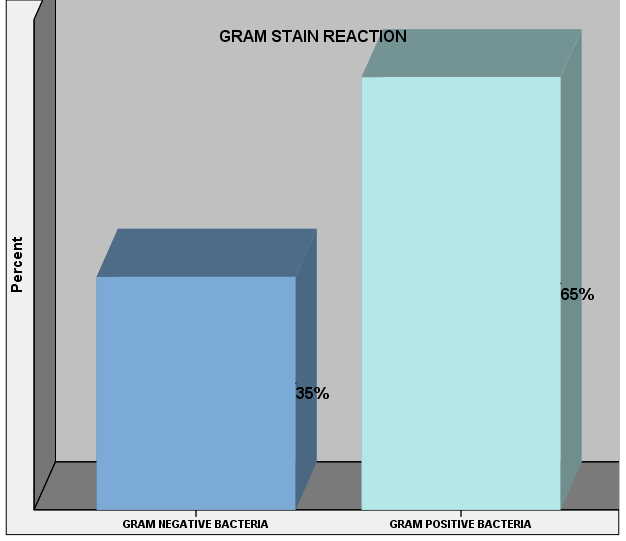 GRAM STAIN REACTION
Percent
65%
35%
GRAM NEGATIVE BACTERIA
GRAM POSITIVE BACTERIA